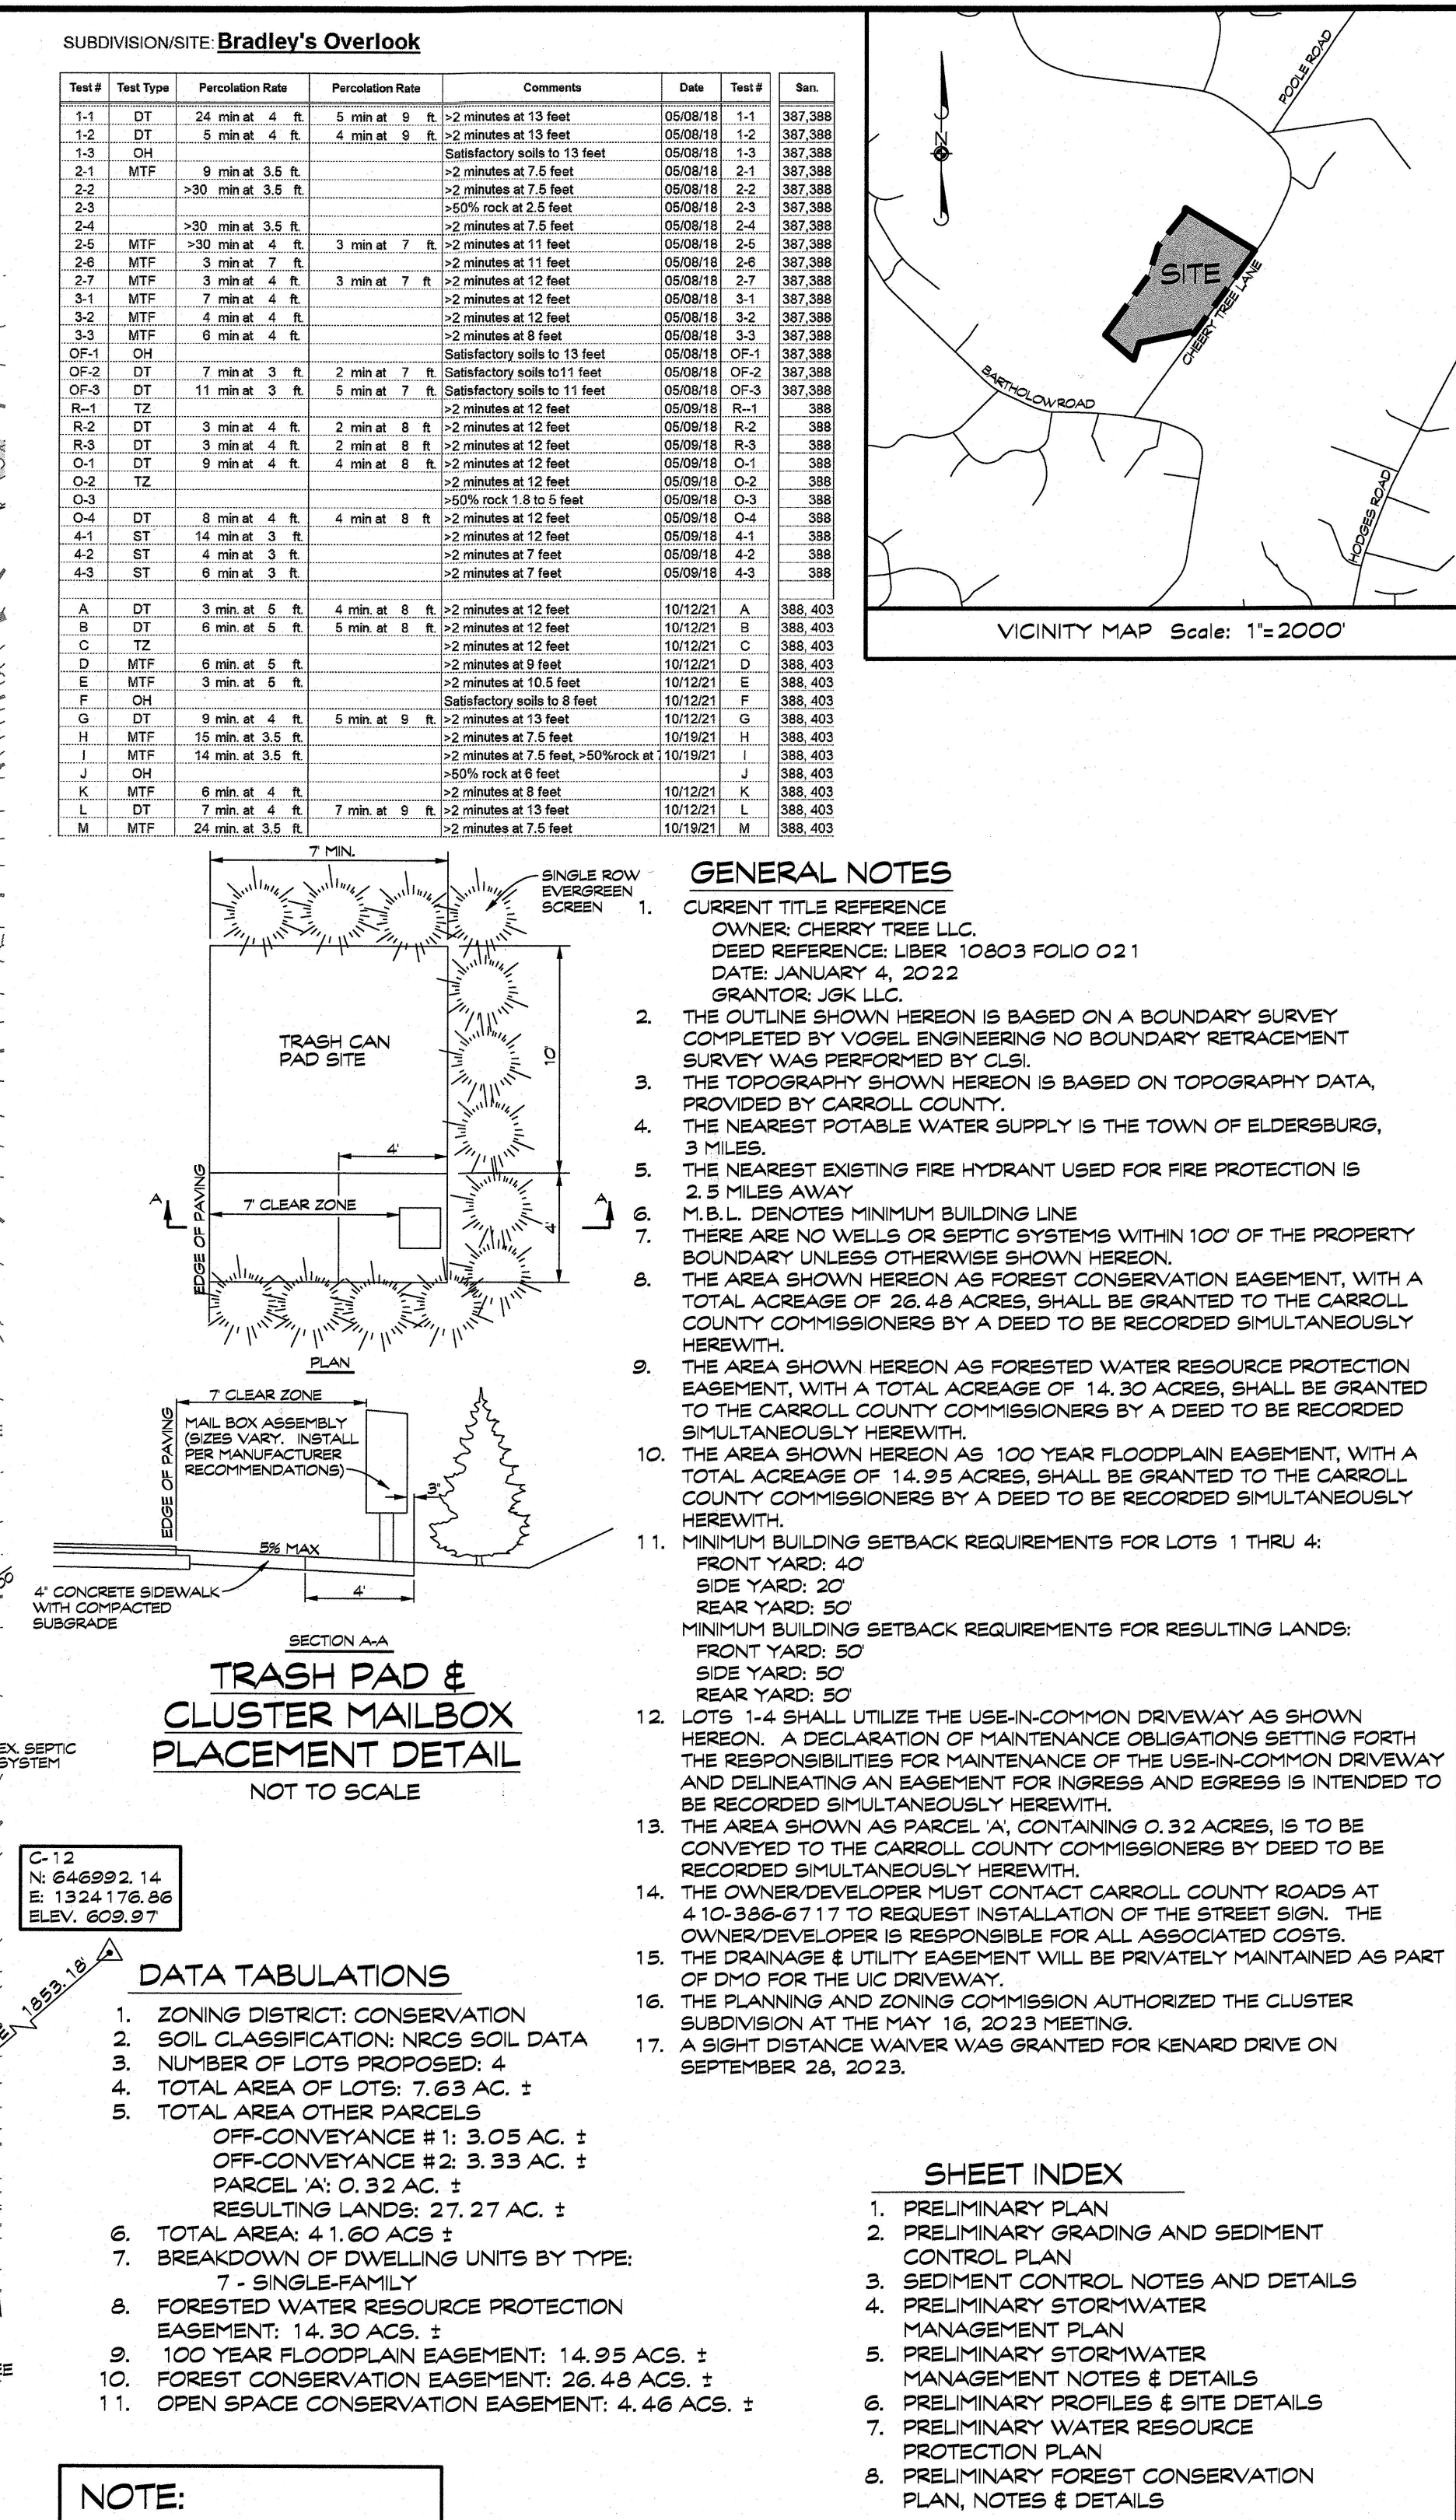 SUBDIVISION/SITE: Bradley's Overlook
Test # Test Type Percolation Rate Percolation Rate Comments Date Test # San.
1-1 DT 24 min at 4 ft. 5 min at 9 ft. >2 minutes at 13 feet 05/08/18 1-1 387,388
1-2 DT 5 min at 4 ft. 4 min at 9 ft. >2 minutes at 13 feet 05/08/18 1-2 387,388
1-3 OH Satisfactory soils to 13 feet 05/08/18 1-3 387,388
2-1 MTF 9 min at 3.5 ft. >2 minutes at 7.5 feet 05/08/18 2-1 387,388
2-2 >30 min at 3.5 ft. >2 minutes at 7.5 feet 05/08/18 2-2 387,388
2-3 >50% rock at 2.5 feet 05/08/18 2-3 387,388
2-4 >30 min at 3.5 ft. >2 minutes at 7.5 feet 05/08/18 2-4 387,388
2-5 MTF >30 min at 4 ft. 3 min at 7 ft. >2 minutes at 11 feet 05/08/18 2-5 387,388
2-6 MTF 3 min at 7 ft. >2 minutes at 11 feet 05/08/18 2-6 387,388
2-7 MTF 3 min at 4 ft. 3 min at 7 ft >2 minutes at 12 feet 05/08/18 2-7 387,388
3-1 MTF 7 min at 4 ft. >2 minutes at 12 feet 05/08/18 3-1 387,388
3-2 MTF 4 min at 4 ft. >2 minutes at 12 feet 05/08/18 3-2 387,388
3-3 MTF 6 min at 4 ft. >2 minutes at 8 feet 05/08/18 3-3 387,388
OF-1 OH Satisfactory soils to 13 feet 05/08/18 OF-1 387,388
OF-2 DT 7 min at 3 ft. 2 min at 7 ft. Satisfactory soils to11 feet 05/08/18 OF-2 387,388
OF-3 DT 11 min at 3 ft. 5 min at 7 ft. Satisfactory soils to 11 feet 05/08/18 OF-3 387,388
R--1 TZ >2 minutes at 12 feet 05/09/18 R--1 388
R-2 DT 3 min at 4 ft. 2 min at 8 ft >2 minutes at 12 feet 05/09/18 R-2 388
R-3 DT 3 min at 4 ft. 2 min at 8 ft >2 minutes at 12 feet 05/09/18 R-3 388
O-1 DT 9 min at 4 ft. 4 min at 8 ft >2 minutes at 12 feet 05/09/18 O-1 388
O-2 TZ >2 minutes at 12 feet 05/09/18 O-2 388
O-3 >50% rock 1.8 to 5 feet 05/09/18 O-3 388
O-4 DT 8 min at 4 ft. 4 min at 8 ft >2 minutes at 12 feet 05/09/18 O-4 388
4-1 ST 14 min at 3 ft. >2 minutes at 12 feet 05/09/18 4-1 388
4-2 ST 4 min at 3 ft. >2 minutes at 7 feet 05/09/18 4-2 388
4-3 ST 6 min at 3 ft. >2 minutes at 7 feet 05/09/18 4-3 388
A DT 3 min. at 5 ft. 4 min. at 8 ft. >2 minutes at 12 feet 10/12/21 A 388, 403
B DT 6 min. at 5 ft. 5 min. at 8 ft. >2 minutes at 12 feet 10/12/21 B 388, 403
C TZ >2 minutes at 12 feet 10/12/21 C 388, 403
D MTF 6 min. at 5 ft. >2 minutes at 9 feet 10/12/21 D 388, 403
E MTF 3 min. at 5 ft. >2 minutes at 10.5 feet 10/12/21 E 388, 403
F OH Satisfactory soils to 8 feet 10/12/21 F 388, 403
G DT 9 min. at 4 ft. 5 min. at 9 ft. >2 minutes at 13 feet 10/12/21 G 388, 403
H MTF 15 min. at 3.5 ft. >2 minutes at 7.5 feet 10/19/21 H 388, 403
I MTF 14 min. at 3.5 ft. >2 minutes at 7.5 feet, >50%rock at 10/19/21 I 388, 403
J OH >50% rock at 6 feet J 388, 403
K MTF 6 min. at 4 ft. >2 minutes at 8 feet 10/12/21 K 388, 403
L DT 7 min. at 4 ft. 7 min. at 9 ft. >2 minutes at 13 feet 10/12/21 L 388, 403
M MTF 24 min. at 3.5 ft. >2 minutes at 7.5 feet 10/19/21 M 388, 403
POOLE ROAD
N
SITE
CHEERY TREE LANE
BARTHOLOW ROAD
HODGES ROAD
VICINITY MAP Scale: 1"=2000'
7' MIN.
SINGLE ROW
EVERGREEN
SCREEN
TRASH CAN
PAD SITE
10'
4'
EDGE OF PAVING
A
7' CLEAR ZONE
4'
A
PLAN
7' CLEAR ZONE
EDGE OF PAVING
MAIL BOX ASSEMBLY
(SIZES VARY. INSTALL
PER MANUFACTURER
RECOMMENDATIONS)
3"
5% MAX
4'
4" CONCRETE SIDEWALK
WITH COMPACTED
SUBGRADE
SECTION A-A
TRASH PAD &
CLUSTER MAILBOX
PLACEMENT DETAIL
NOT TO SCALE
EX. SEPTIC
SYSTEM
C-12
N: 646992.14
E: 1324176.86
ELEV. 609.97'
1853.18'
GENERAL NOTES
1. CURRENT TITLE REFERENCE
OWNER: CHERRY TREE LLC.
DEED REFERENCE: LIBER 10803 FOLIO 021
DATE: JANUARY 4, 2022
GRANTOR: JGK LLC.
2. THE OUTLINE SHOWN HEREON IS BASED ON A BOUNDARY SURVEY
COMPLETED BY VOGEL ENGINEERING NO BOUNDARY RETRACEMENT
SURVEY WAS PERFORMED BY CLSI.
3. THE TOPOGRAPHY SHOWN HEREON IS BASED ON TOPOGRAPHY DATA,
PROVIDED BY CARROLL COUNTY.
4. THE NEAREST POTABLE WATER SUPPLY IS THE TOWN OF ELDERSBURG,
3 MILES.
5. THE NEAREST EXISTING FIRE HYDRANT USED FOR FIRE PROTECTION IS
2.5 MILES AWAY
6. M.B.L. DENOTES MINIMUM BUILDING LINE
7. THERE ARE NO WELLS OR SEPTIC SYSTEMS WITHIN 100' OF THE PROPERTY
BOUNDARY UNLESS OTHERWISE SHOWN HEREON.
8. THE AREA SHOWN HEREON AS FOREST CONSERVATION EASEMENT, WITH A
TOTAL ACREAGE OF 26.48 ACRES, SHALL BE GRANTED TO THE CARROLL
COUNTY COMMISSIONERS BY A DEED TO BE RECORDED SIMULTANEOUSLY
HEREWITH.
9. THE AREA SHOWN HEREON AS FORESTED WATER RESOURCE PROTECTION
EASEMENT, WITH A TOTAL ACREAGE OF 14.30 ACRES, SHALL BE GRANTED
TO THE CARROLL COUNTY COMMISSIONERS BY A DEED TO BE RECORDED
SIMULTANEOUSLY HEREWITH.
10. THE AREA SHOWN HEREON AS 100 YEAR FLOODPLAIN EASEMENT, WITH A
TOTAL ACREAGE OF 14.95 ACRES, SHALL BE GRANTED TO THE CARROLL
COUNTY COMMISSIONERS BY A DEED TO BE RECORDED SIMULTANEOUSLY
HEREWITH.
11. MINIMUM BUILDING SETBACK REQUIREMENTS FOR LOTS 1 THRU 4:
FRONT YARD: 40'
SIDE YARD: 20'
REAR YARD: 50'
MINIMUM BUILDING SETBACK REQUIREMENTS FOR RESULTING LANDS:
FRONT YARD: 50'
SIDE YARD: 50'
REAR YARD: 50'
12. LOTS 1-4 SHALL UTILIZE THE USE-IN-COMMON DRIVEWAY AS SHOWN
HEREON. A DECLARATION OF MAINTENANCE OBLIGATIONS SETTING FORTH
THE RESPONSIBILITIES FOR MAINTENANCE OF THE USE-IN-COMMON DRIVEWAY
AND DELINEATING AN EASEMENT FOR INGRESS AND EGRESS IS INTENDED TO
BE RECORDED SIMULTANEOUSLY HEREWITH.
13. THE AREA SHOWN AS PARCEL 'A', CONTAINING 0.32 ACRES, IS TO BE
CONVEYED TO THE CARROLL COUNTY COMMISSIONERS BY DEED TO BE
RECORDED SIMULTANEOUSLY HEREWITH.
14. THE OWNER/DEVELOPER MUST CONTACT CARROLL COUNTY ROADS AT
410-386-6717 TO REQUEST INSTALLATION OF THE STREET SIGN. THE
OWNER/DEVELOPER IS RESPONSIBLE FOR ALL ASSOCIATED COSTS.
15. THE DRAINAGE & UTILITY EASEMENT WILL BE PRIVATELY MAINTAINED AS PART
OF DMO FOR THE UIC DRIVEWAY.
16. THE PLANNING AND ZONING COMMISSION AUTHORIZED THE CLUSTER
SUBDIVISION AT THE MAY 16, 2023 MEETING.
17. A SIGHT DISTANCE WAIVER WAS GRANTED FOR KENARD DRIVE ON
SEPTEMBER 28, 2023.
DATA TABULATIONS
1. ZONING DISTRICT: CONSERVATION
2. SOIL CLASSIFICATION: NRCS SOIL DATA
3. NUMBER OF LOTS PROPOSED: 4
4. TOTAL AREA OF LOTS: 7.63 AC. ±
5. TOTAL AREA OTHER PARCELS
OFF-CONVEYANCE #1: 3.05 AC. ±
OFF-CONVEYANCE #2: 3.33 AC. ±
PARCEL 'A': 0.32 AC. ±
RESULTING LANDS: 27.27 AC. ±
6. TOTAL AREA: 41.60 ACS ±
7. BREAKDOWN OF DWELLING UNITS BY TYPE:
7 - SINGLE-FAMILY
8. FORESTED WATER RESOURCE PROTECTION
EASEMENT: 14.30 ACS. ±
9. 100 YEAR FLOODPLAIN EASEMENT: 14.95 ACS. ±
10. FOREST CONSERVATION EASEMENT: 26.48 ACS. ±
11. OPEN SPACE CONSERVATION EASEMENT: 4.46 ACS. ±
SHEET INDEX
1. PRELIMINARY PLAN
2. PRELIMINARY GRADING AND SEDIMENT
CONTROL PLAN
3. SEDIMENT CONTROL NOTES AND DETAILS
4. PRELIMINARY STORMWATER
MANAGEMENT PLAN
5. PRELIMINARY STORMWATER
MANAGEMENT NOTES & DETAILS
6. PRELIMINARY PROFILES & SITE DETAILS
7. PRELIMINARY WATER RESOURCE
PROTECTION PLAN
8. PRELIMINARY FOREST CONSERVATION
PLAN, NOTES & DETAILS
NOTE: